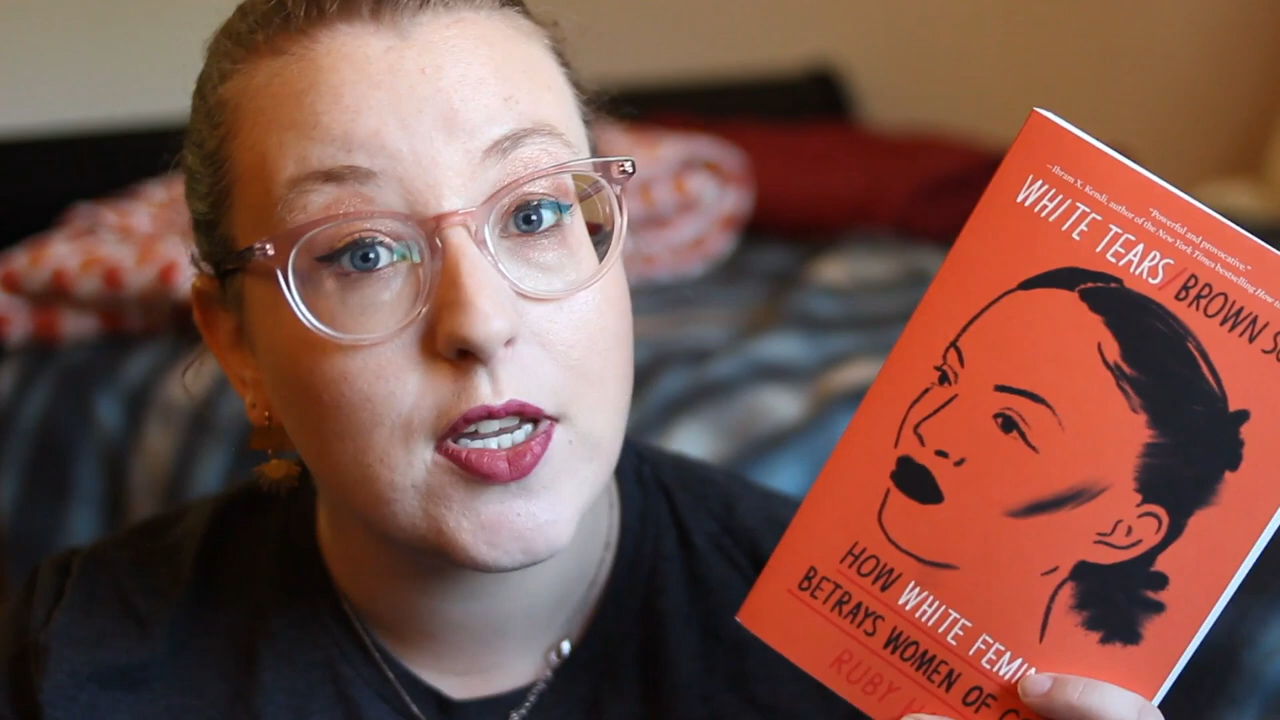 "Powerful and provocative."
—Ibram X. Kendi, author of the New York Times bestselling How
WHITE TEARS/BROWN
HOW WHITE
BETRAYS WOMEN OF
RUBY